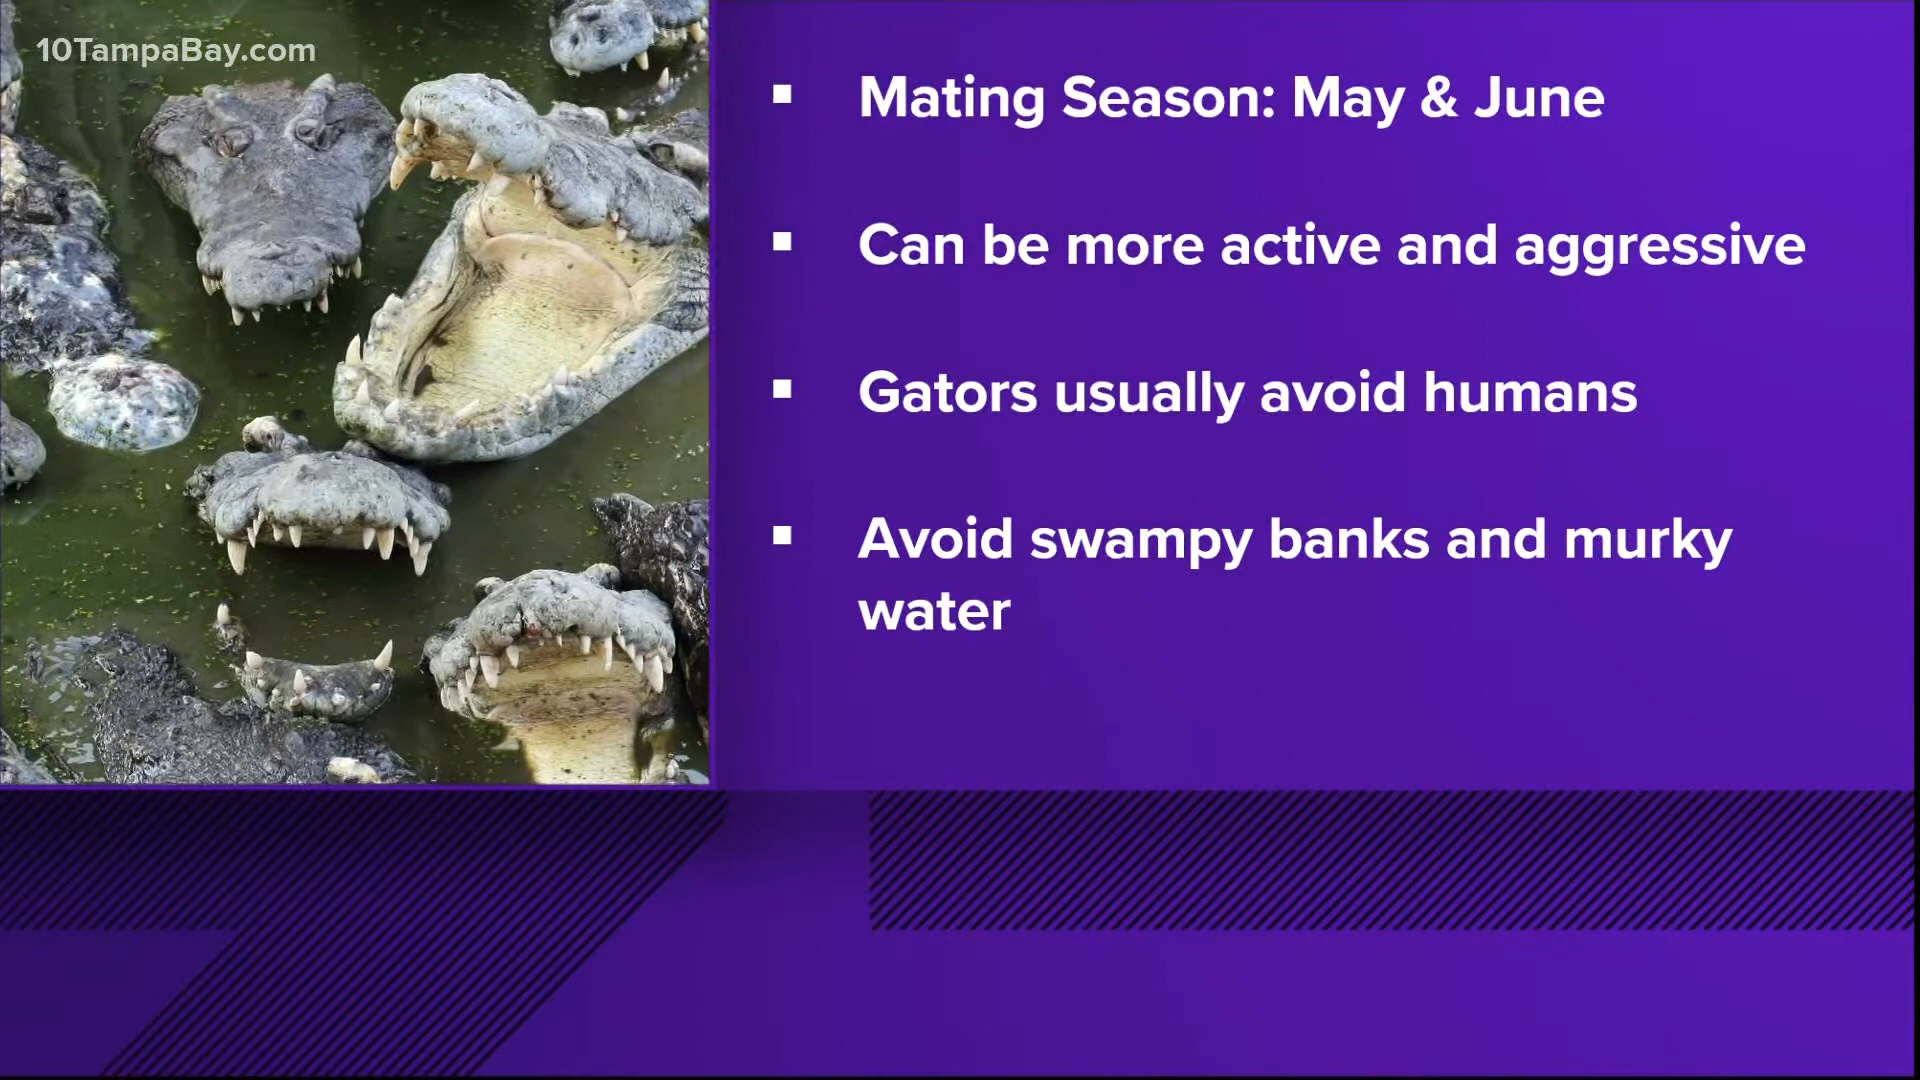 10TampaBay.com
▪ Mating Season: May & June
▪ Can be more active and aggressive
▪ Gators usually avoid humans
▪ Avoid swampy banks and murky
water